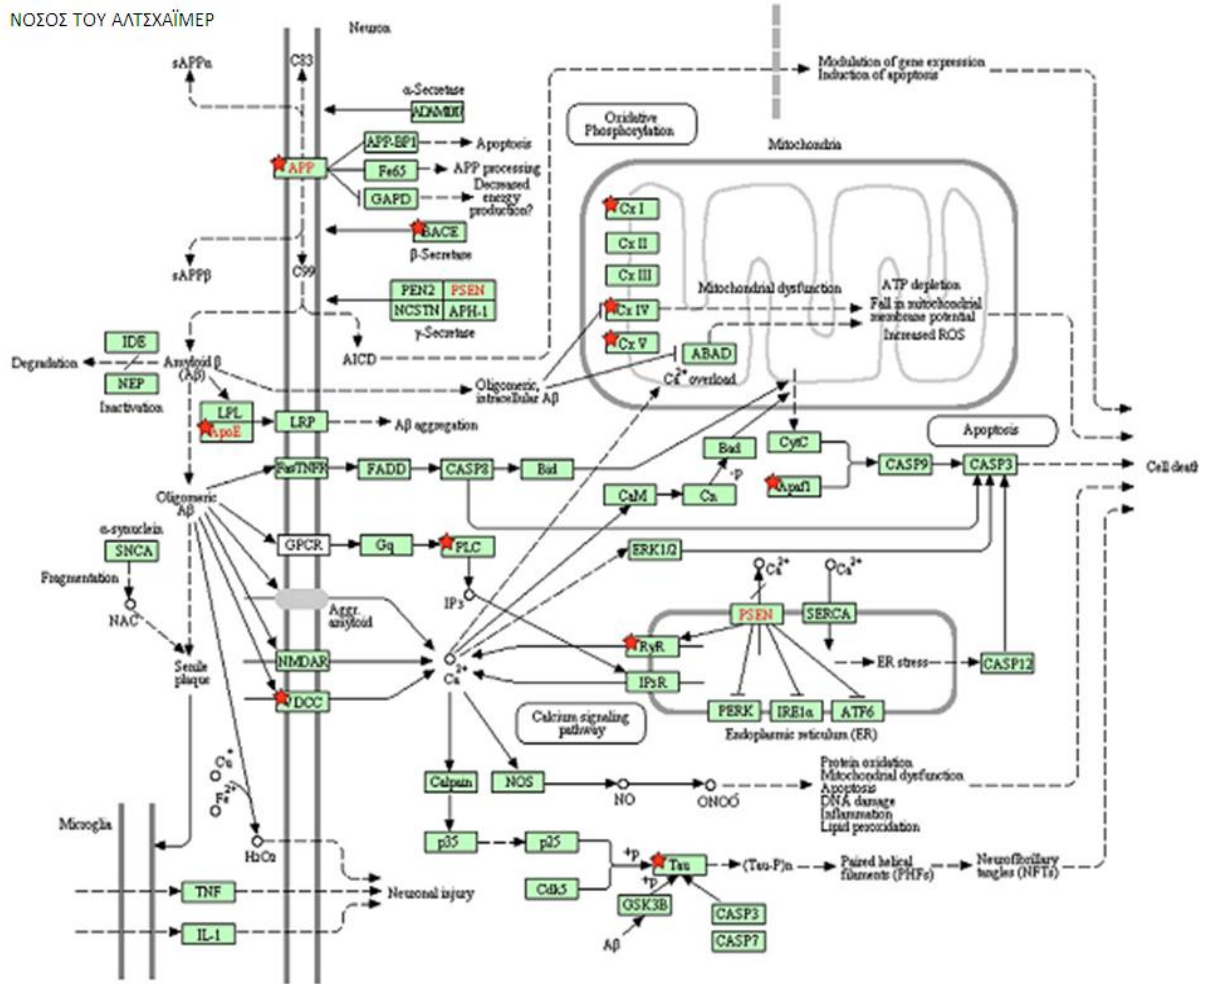 ΝΟΣΟΣ ΤΟΥ ΑΛΤΣΧΑΪΜΕΡ
Neuron
sAPPα
C83
α-Secretase
ADAM10
Modulation of gene expression
Induction of apoptosis
Oxidative
Phosphorylation
Mitochondria
APP-BP1
Apoptosis
APP
Fe65
APP processing
GAPD
Decreased
energy
production?
BACE
β-Secretase
sAPPβ
C99
PEN2
PSEN
NCSTN
APH-1
γ-Secretase
Cx I
Cx II
Cx III
Cx IV
Cx V
Mitochondrial dysfunction
ATP depletion
Fall in mitochondrial
membrane potential
Increased ROS
ABAD
Ca2+ overload
IDE
Degradation
Amyloid β
(Aβ)
NEP
Inactivation
AICD
Oligomeric,
intracellular Aβ
LPL
ApoE
LRP
Aβ aggregation
Apoptosis
Bad
-p
CytC
Apaf1
CASP9
CASP3
Cell death
FasTNFR
FADD
CASP8
Bid
CaM
Cn
Oligomeric
Aβ
α-synuclein
SNCA
Fragmentation
NAC
GPCR
Gq
PLC
IP3
ERK1/2
Ca2+
Ca2+
Aggr.
amyloid
PSEN
SERCA
RyR
ER stress
CASP12
Senile
plaque
NMDAR
Ca2+
IP3R
VDCC
PERK
IRE1α
ATF6
Endoplasmic reticulum (ER)
Calcium signaling
pathway
Calpain
NOS
NO
ONOO-
Protein oxidation
Mitochondrial dysfunction
Apoptosis
DNA damage
Inflammation
Lipid peroxidation
Microglia
H2O2
p35
p25
+p
Tau
(Tau-P)n
Paired helical
filaments (PHFs)
Neurofibrillary
tangles (NFTs)
TNF
Neuronal injury
Cdk5
+p
GSK3B
CASP3
IL-1
Aβ
CASP7